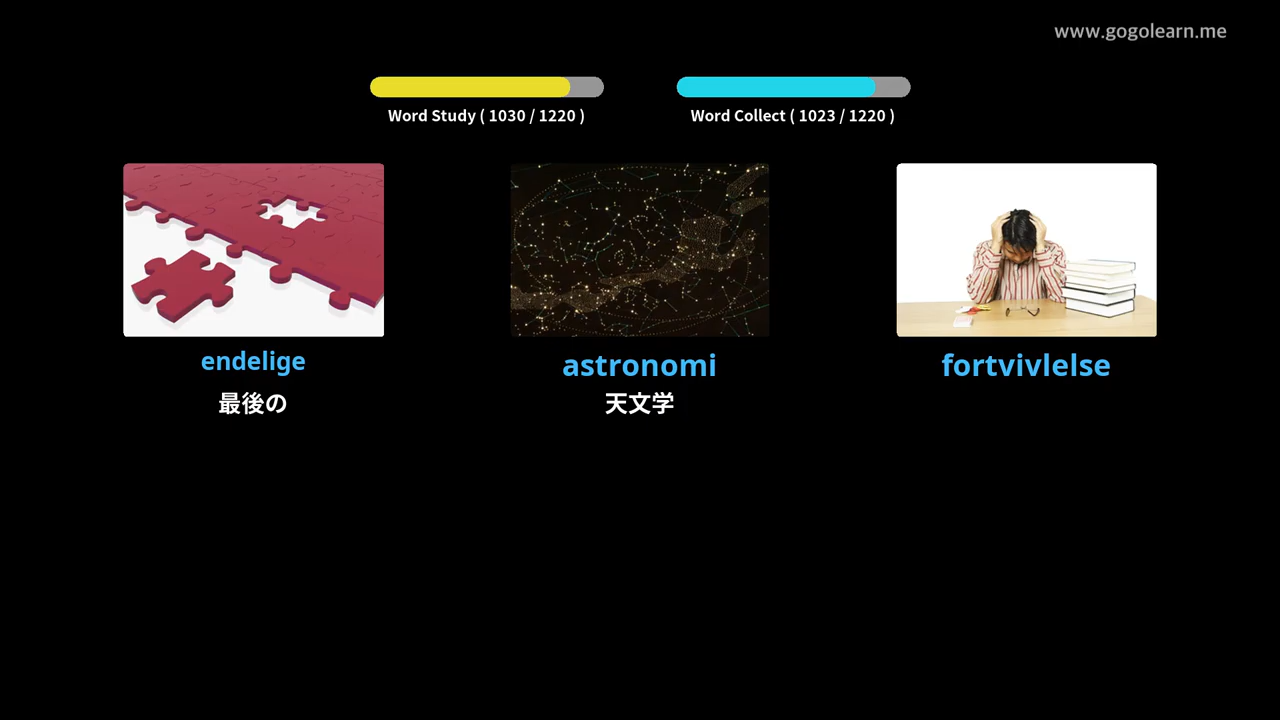 www.gogolearn.me
Word Study ( 1030 / 1220 )
Word Collect ( 1023 / 1220 )
endelige
astronomi
fortvivlelse
最後の
天文学